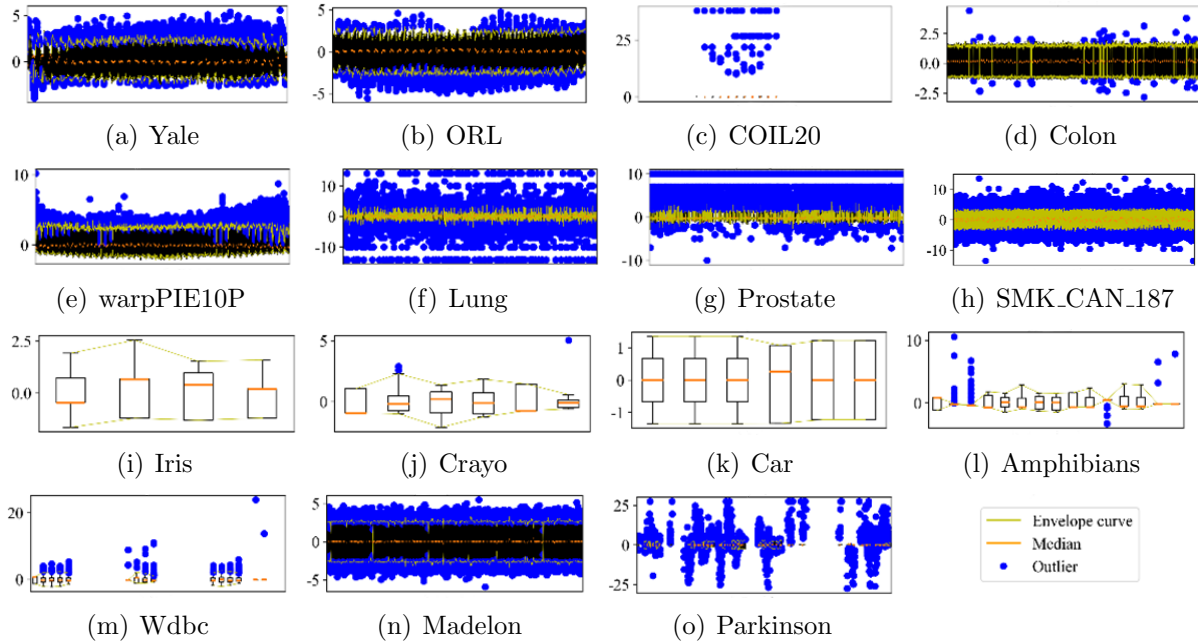 5
0
5
0
-5
25
0
2.5
0.0
-2.5
(a) Yale
(b) ORL
(c) COIL20
(d) Colon
10
0
10
0
-10
10
0
-10
10
0
-10
(e) warpPIE10P
(f) Lung
(g) Prostate
(h) SMK_CAN_187
2.5
0.0
5
0
1
0
-1
10
0
(i) Iris
(j) Crayo
(k) Car
(l) Amphibians
20
0
5
0
-5
25
0
-25
Envelope curve
Median
Outlier
(m) Wdbc
(n) Madelon
(o) Parkinson